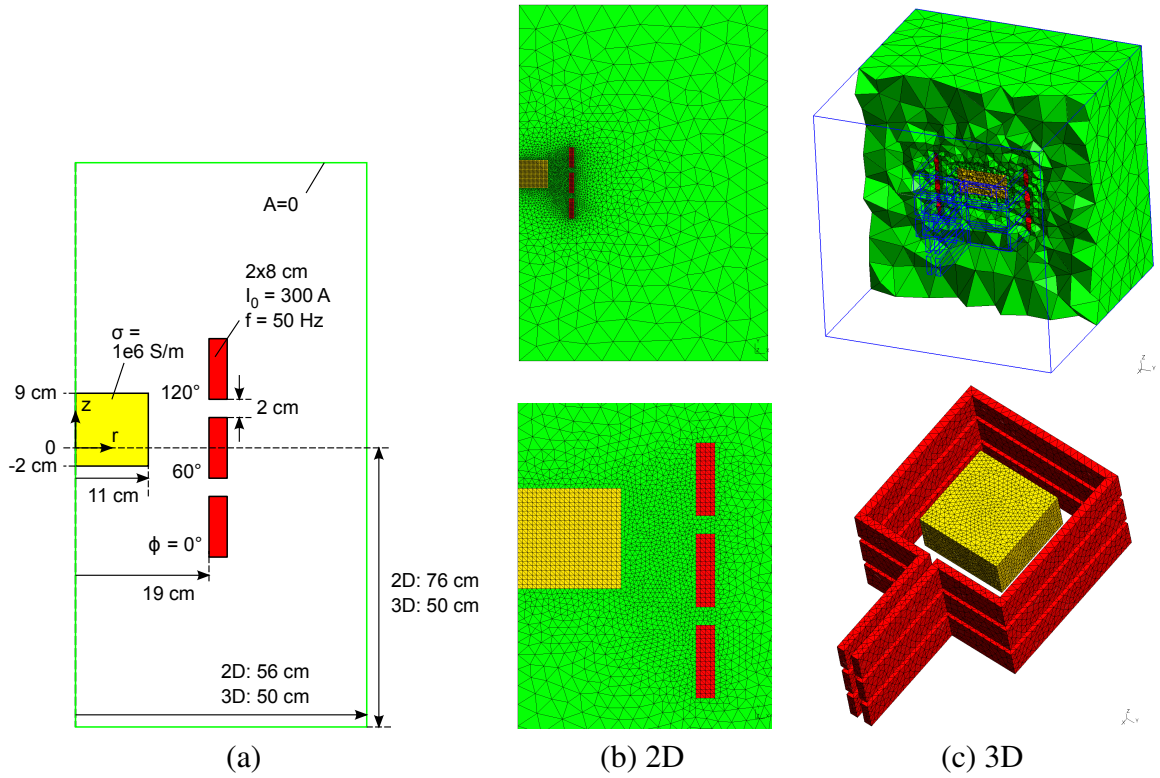 A=0
2x8 cm
I₀ = 300 A
f = 50 Hz
σ =
1e6 S/m
9 cm
120°
2 cm
z
r
0
60°
-2 cm
11 cm
ϕ = 0°
19 cm
2D: 76 cm
3D: 50 cm
2D: 56 cm
3D: 50 cm
(a)
(b) 2D
(c) 3D